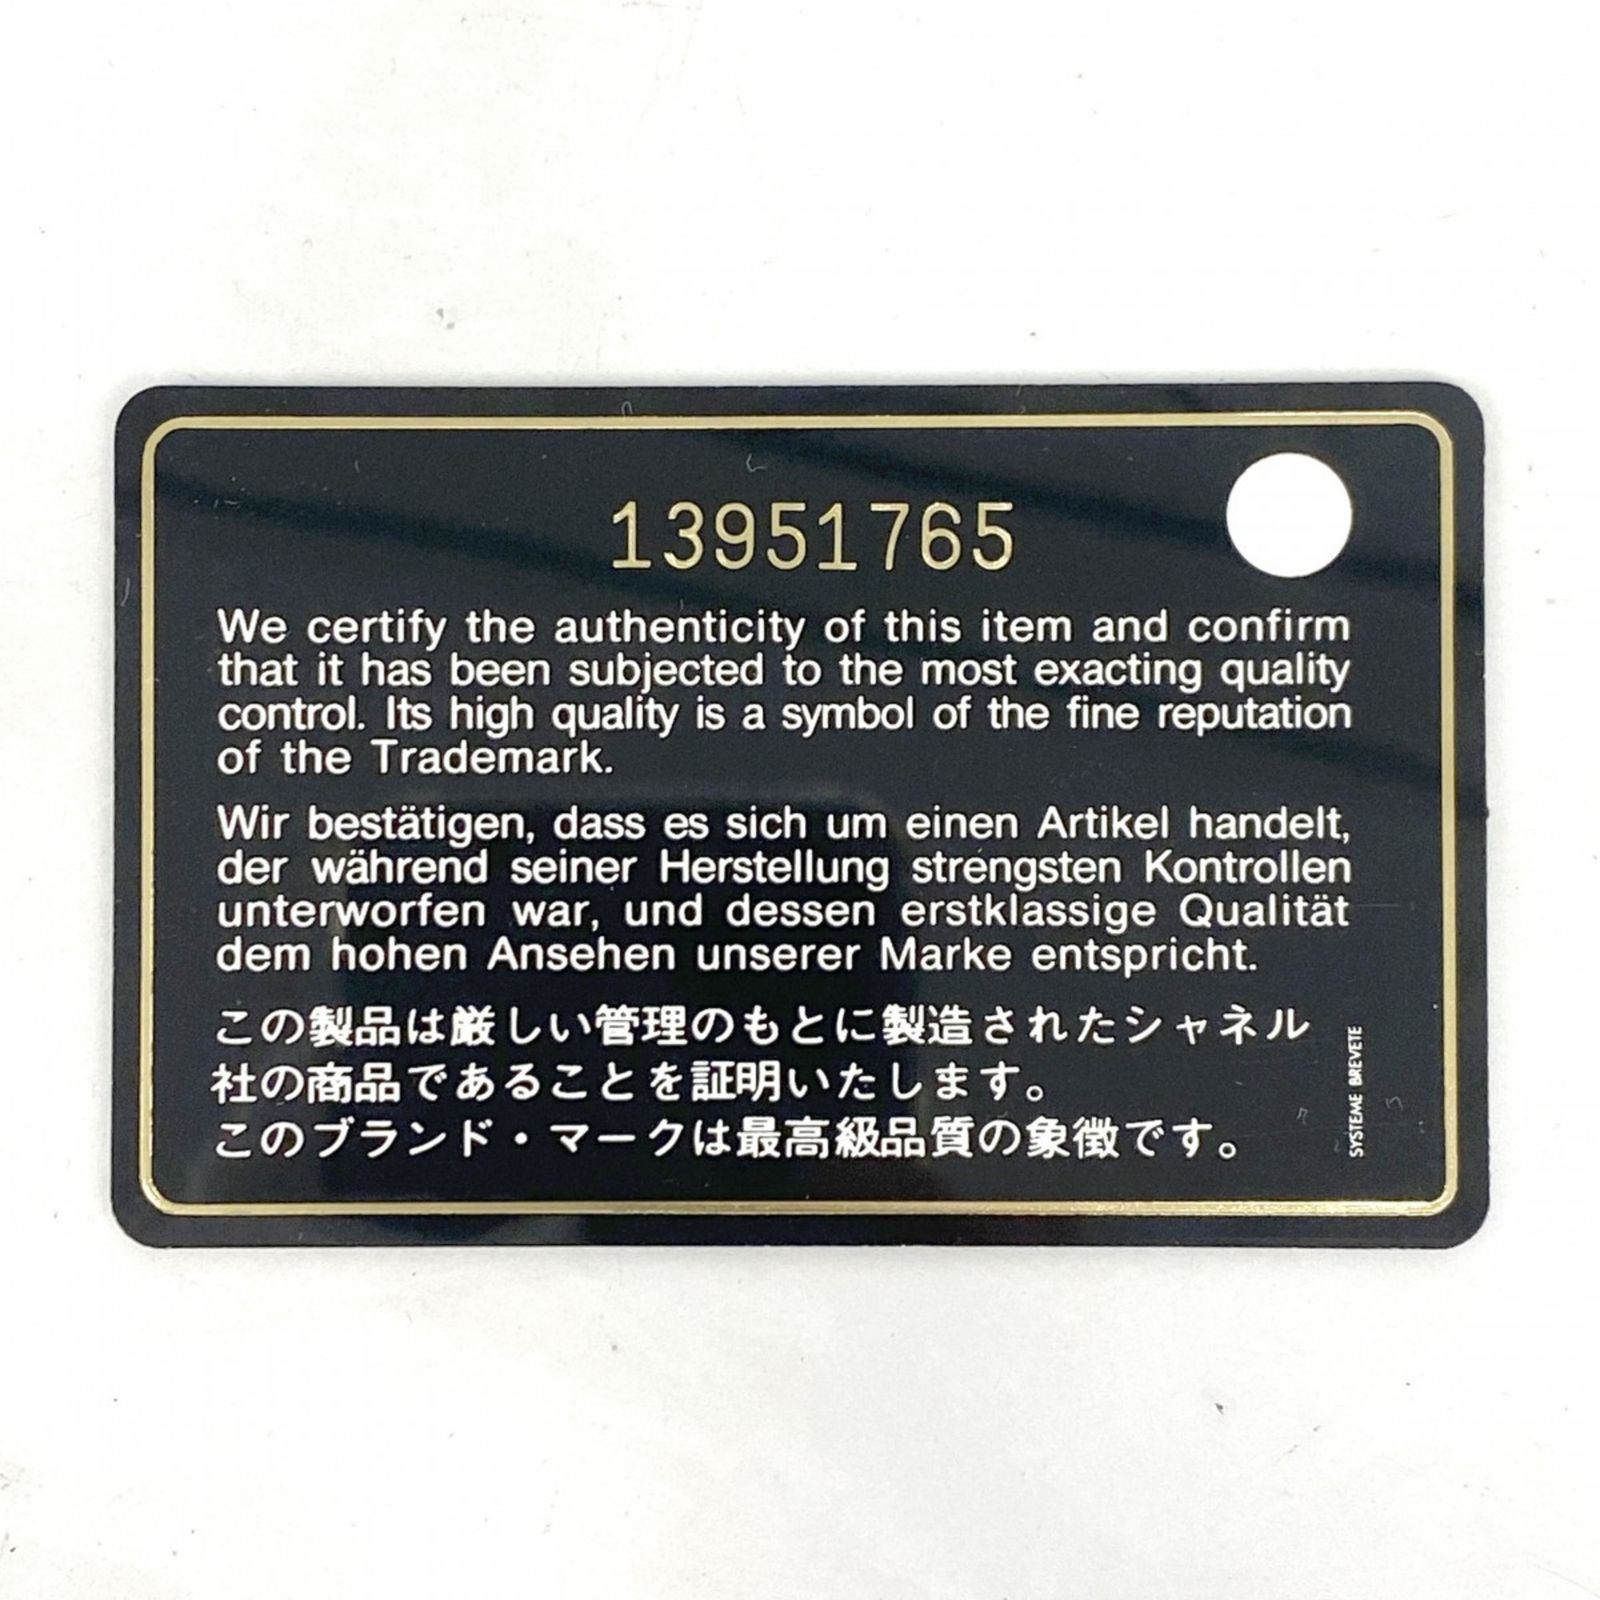 13951765
We certify the authenticity of this item and confirm
that it has been subjected to the most exacting quality
control. Its high quality is a symbol of the fine reputation
of the Trademark.
Wir bestätigen, dass es sich um einen Artikel handelt,
der während seiner Herstellung strengsten Kontrollen
unterworfen war, und dessen erstklassige Qualität
dem hohen Ansehen unserer Marke entspricht.
この製品は厳しい管理のもとに製造されたシャネル
社の商品であることを証明いたします。
このブランド・マークは最高級品質の象徴です。
SYSTEME BREVETE